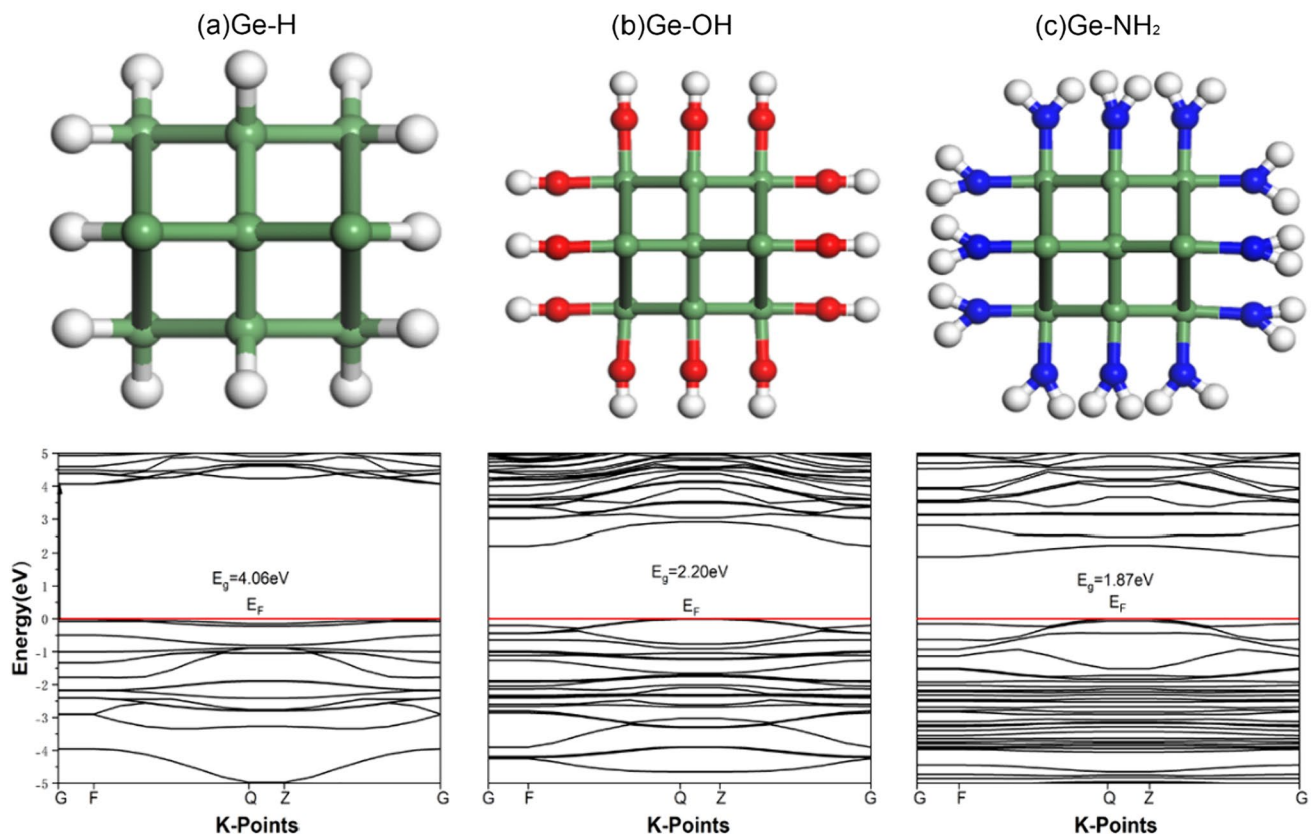 (a)Ge-H
(b)Ge-OH
(c)Ge-NH₂
Energy(eV)
5
4
3
2
1
0
-1
-2
-3
-4
-5
E_g=4.06eV
E_F
G F Q Z G
K-Points
E_g=2.20eV
E_F
G F Q Z G
K-Points
E_g=1.87eV
E_F
G F Q Z G
K-Points